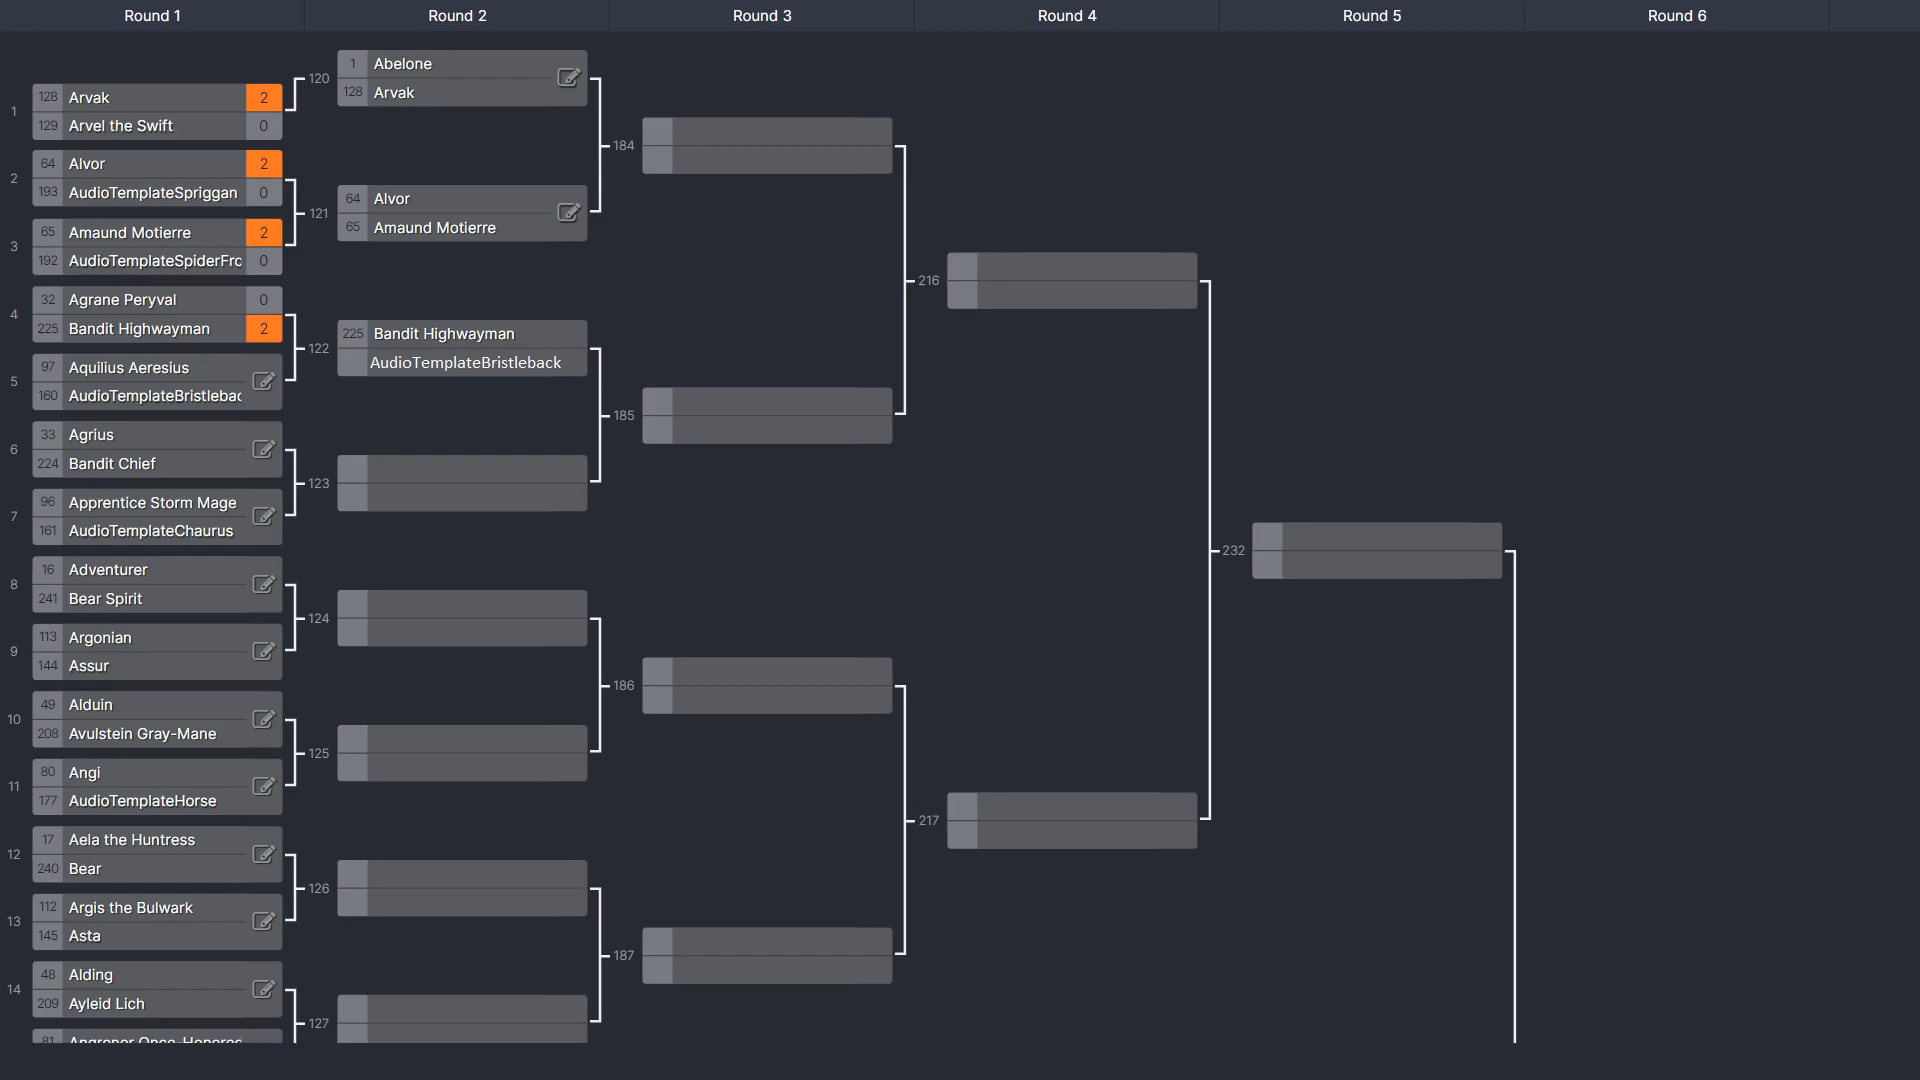 Round 1
Round 2
Round 3
Round 4
Round 5
Round 6
1
128 Arvak 2
129 Arvel the Swift 0
2
64 Alvor 2
193 AudioTemplateSpriggan 0
3
65 Amaund Motierre 2
192 AudioTemplateSpiderFro 0
4
32 Agrane Peryval 0
225 Bandit Highwayman 2
5
97 Aquilius Aeresius
160 AudioTemplateBristlebac
6
33 Agrius
224 Bandit Chief
7
96 Apprentice Storm Mage
161 AudioTemplateChaurus
8
16 Adventurer
241 Bear Spirit
9
113 Argonian
144 Assur
10
49 Alduin
208 Avulstein Gray-Mane
11
80 Angi
177 AudioTemplateHorse
12
17 Aela the Huntress
240 Bear
13
112 Argis the Bulwark
145 Asta
14
48 Alding
209 Ayleid Lich
81 Angrenor Once-Honored
120
1 Abelone
128 Arvak
121
64 Alvor
65 Amaund Motierre
122
225 Bandit Highwayman
AudioTemplateBristleback
123
124
125
126
127
184
185
186
187
216
217
232